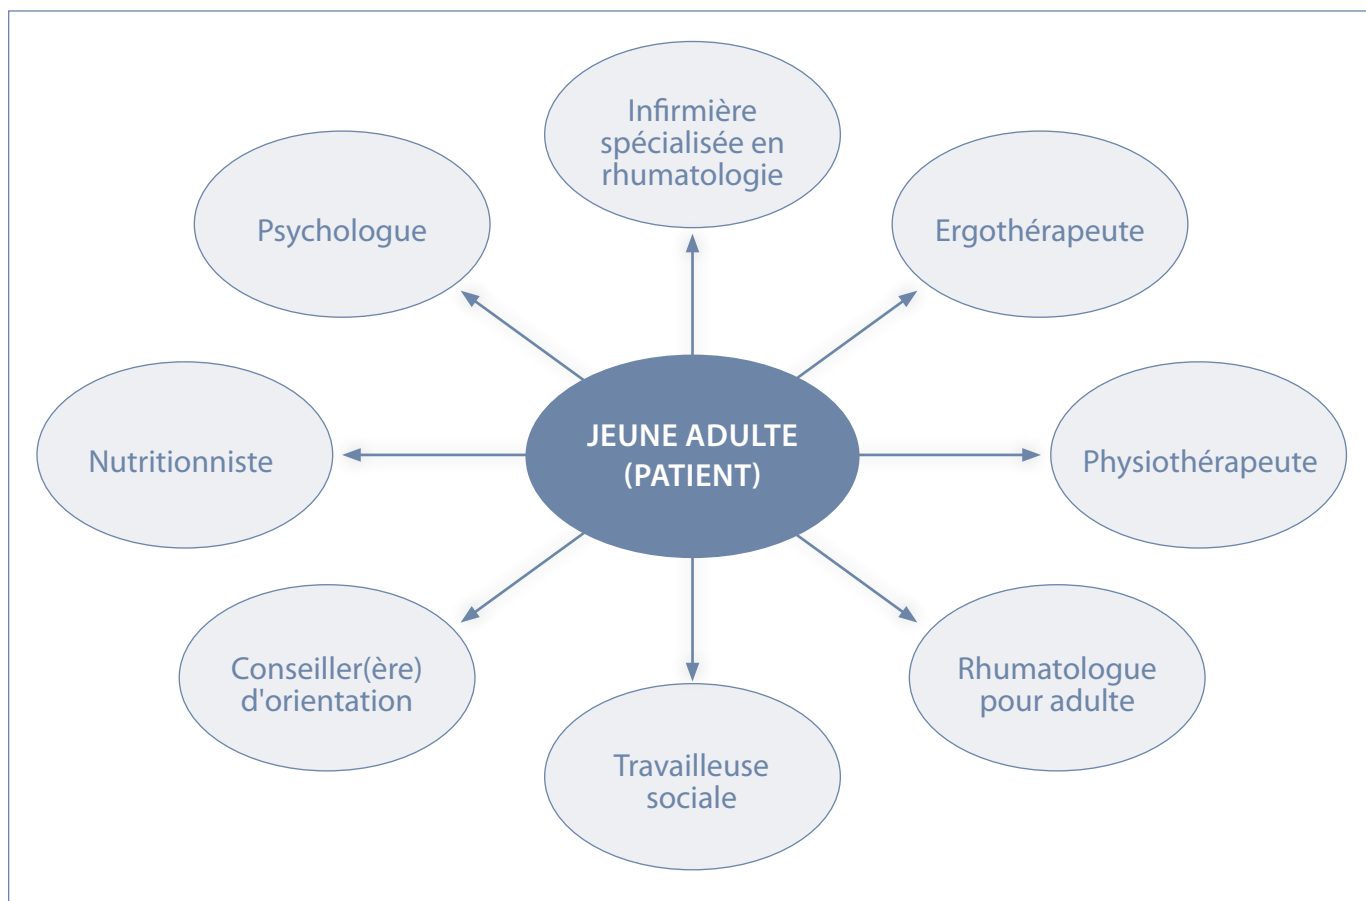 Infirmière
spécialisée en
rhumatologie
Psychologue
Ergothérapeute
JEUNE ADULTE
(PATIENT)
Nutritionniste
Physiothérapeute
Conseiller(ère)
d'orientation
Rhumatologue
pour adulte
Travailleuse
sociale